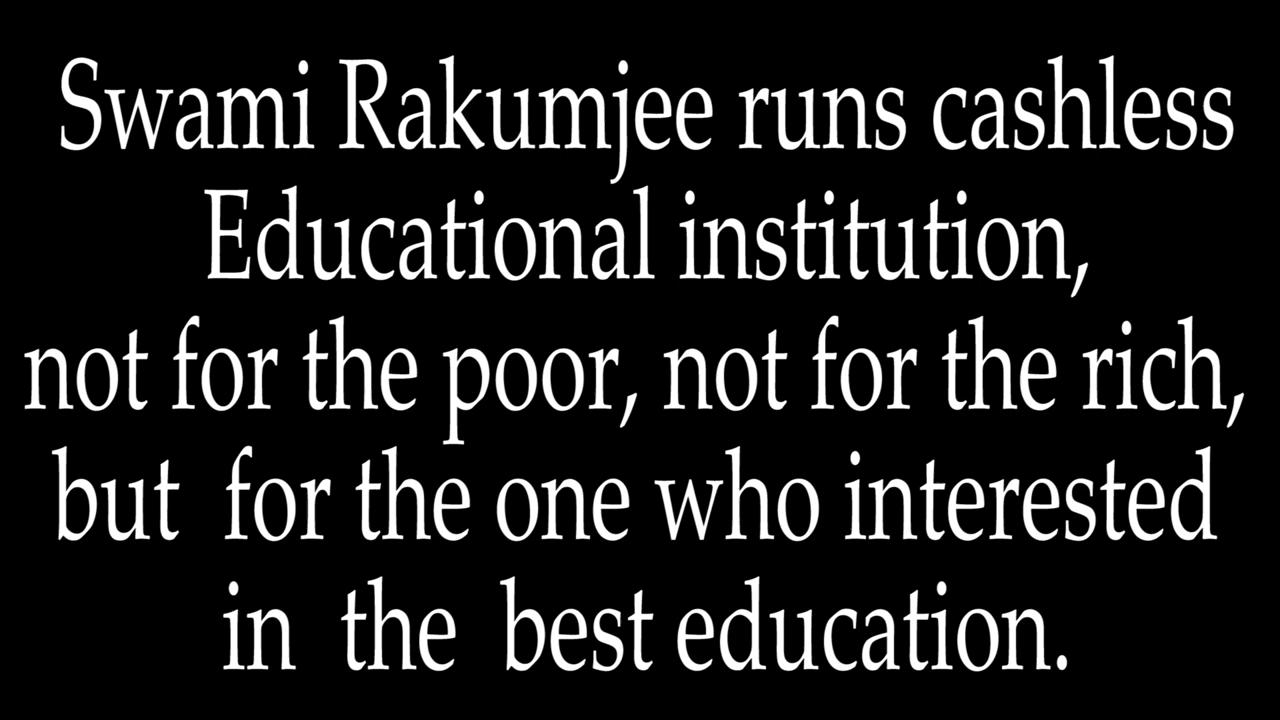 Swami Rakumjee runs cashless
Educational institution,
not for the poor, not for the rich,
but for the one who interested
in the best education.